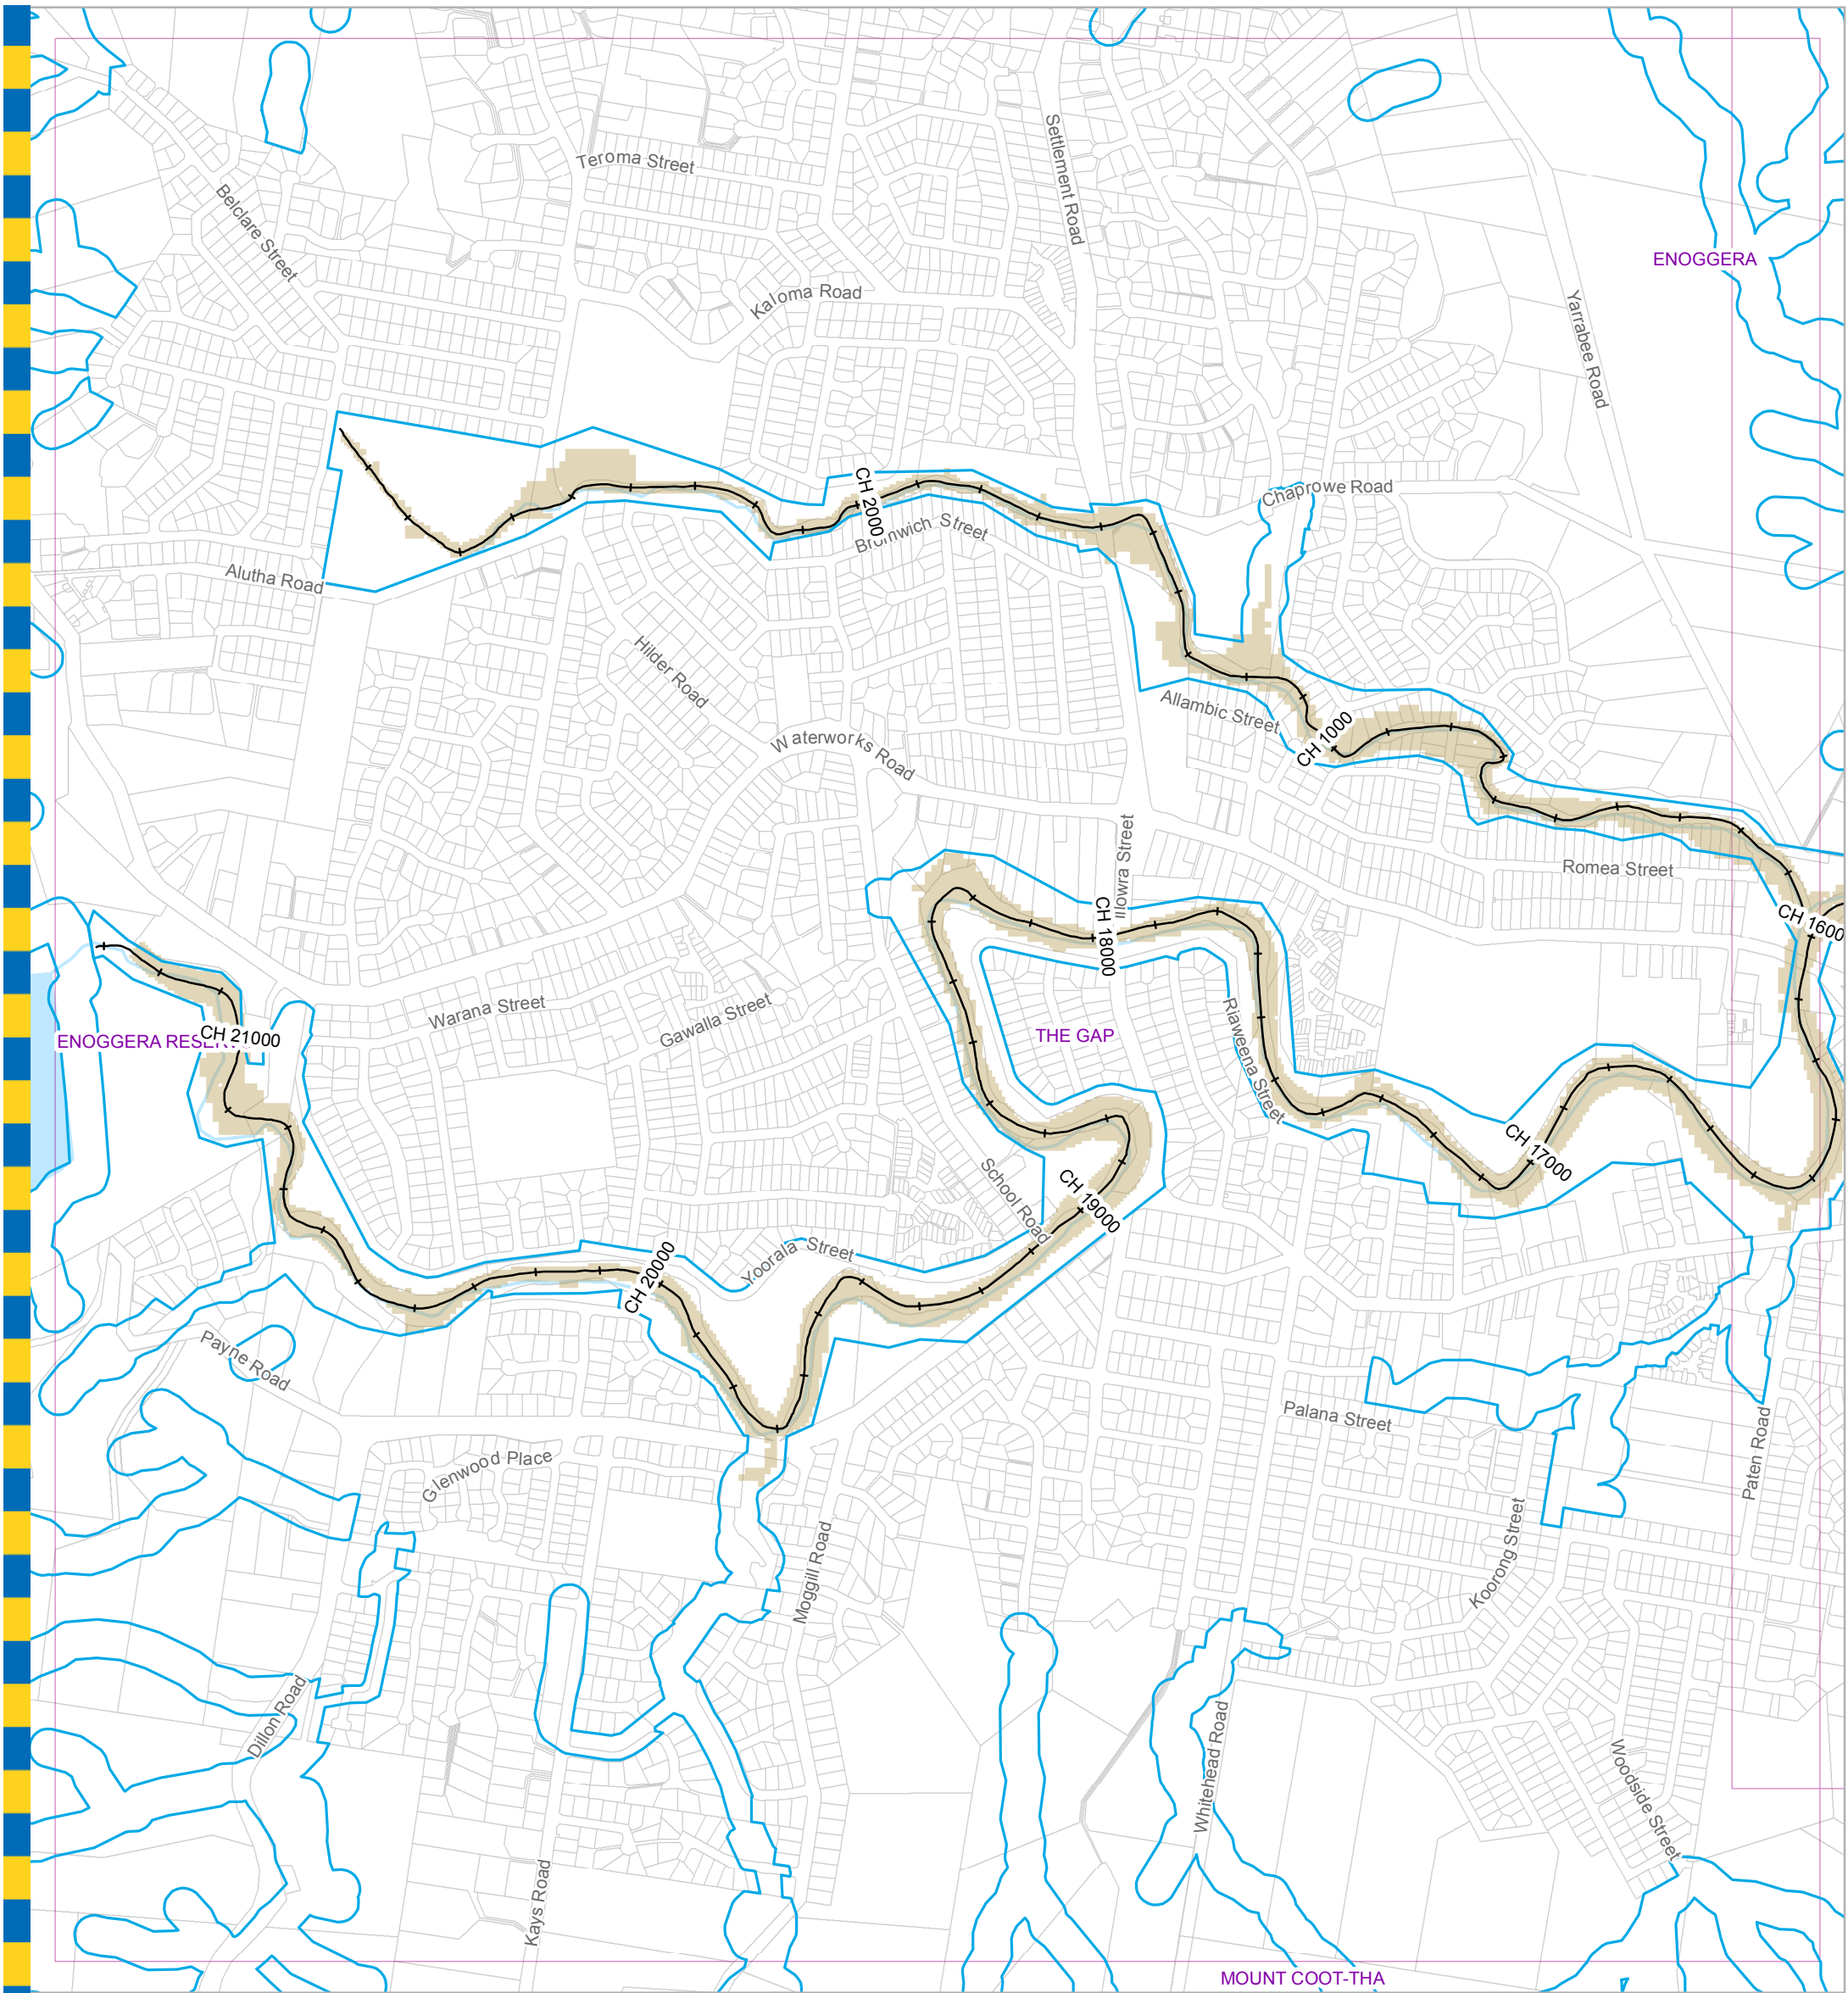 Settlement Road
Teroma Street
Belclare Street
ENOGGERA
Kaloma Road
Yarrabee Road
CH 2000
Chaprowe Road
Bromwich Street
Alutha Road
Hilder Road
Allambic Street
CH 1000
Waterworks Road
Illowra Street
Romea Street
CH 18000
CH 1600
Warana Street
Gawalla Street
Riaweena Street
THE GAP
CH 21000
ENOGGERA RESERV
CH 17000
School Road
CH 19000
Yoorala Street
CH 20000
Payne Road
Palana Street
Paten Road
Glenwood Place
Koorong Street
Moggill Road
Dillon Road
Whitehead Road
Woodside Street
Kays Road
MOUNT COOT-THA